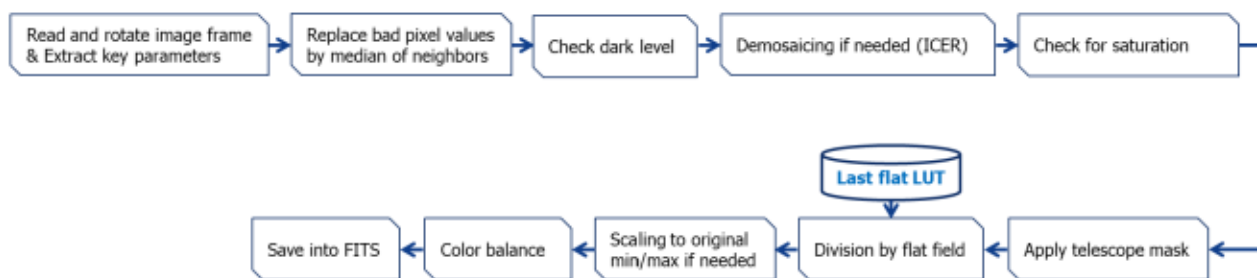 Read and rotate image frame
& Extract key parameters
Replace bad pixel values
by median of neighbors
Check dark level
Demosaicing if needed (ICER)
Check for saturation
Last flat LUT
Save into FITS
Color balance
Scaling to original
min/max if needed
Division by flat field
Apply telescope mask